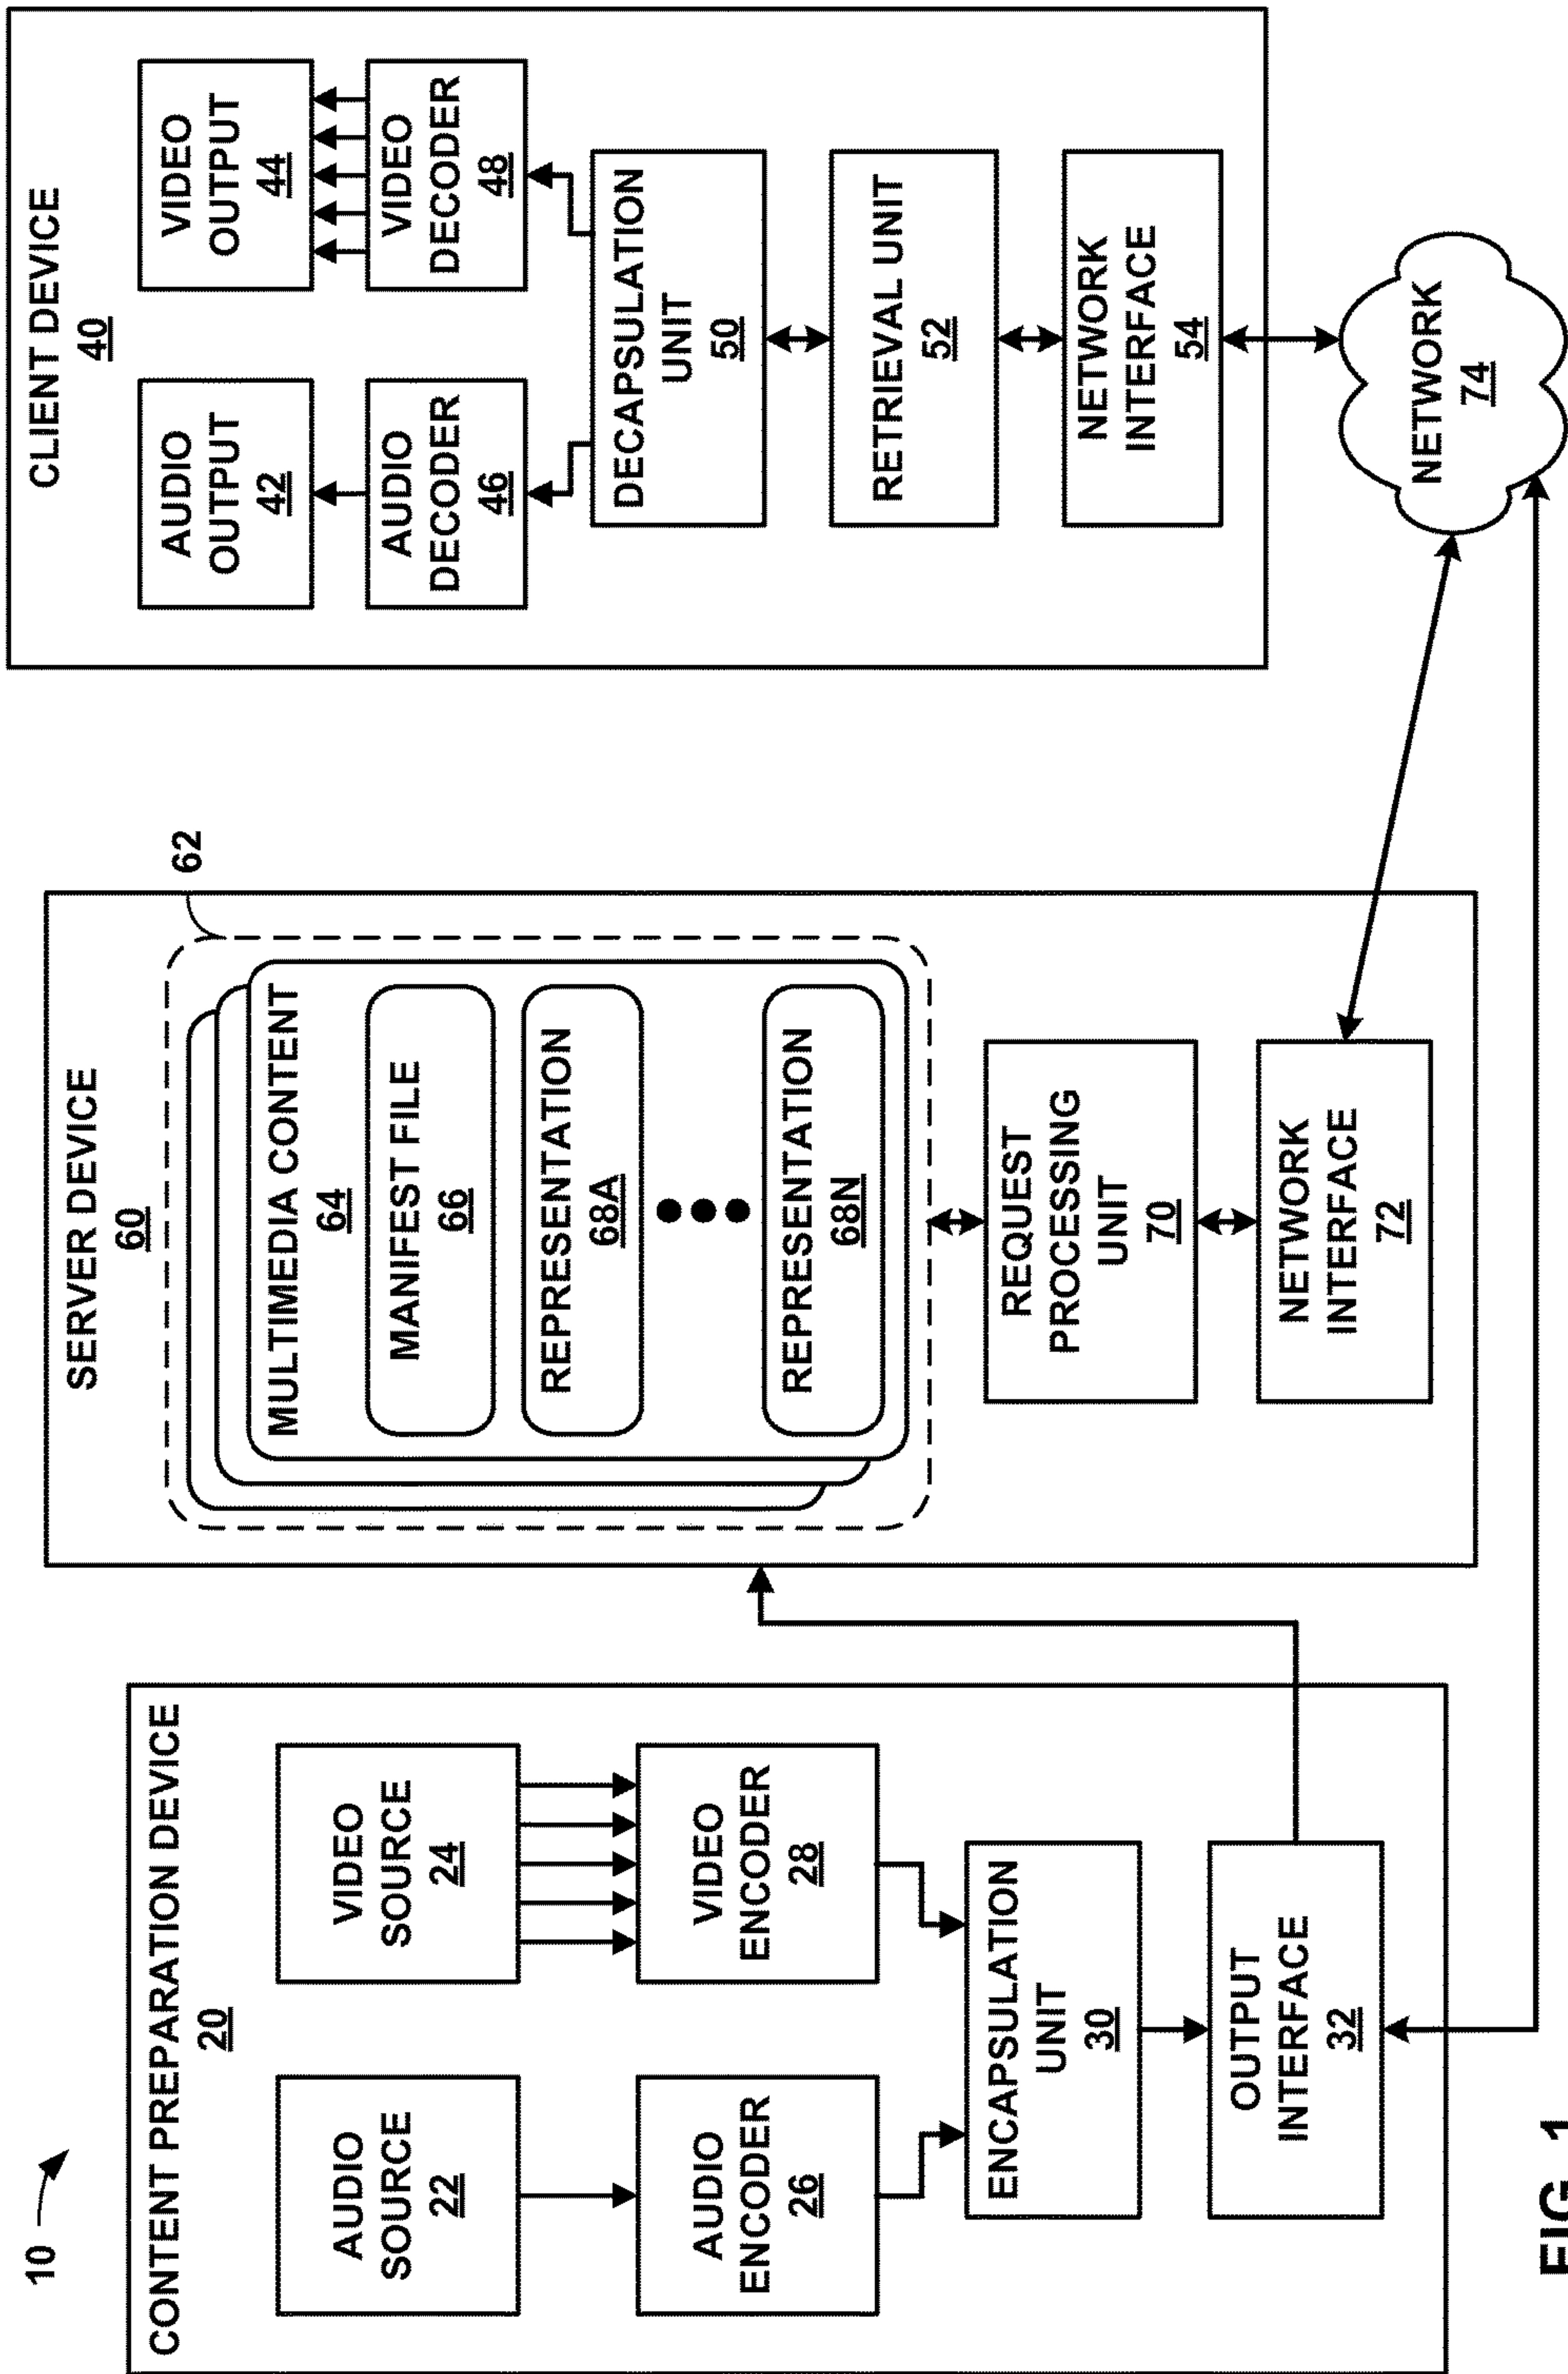 10
CONTENT PREPARATION DEVICE
20
AUDIO
SOURCE
22
VIDEO
SOURCE
24
AUDIO
ENCODER
26
VIDEO
ENCODER
28
ENCAPSULATION
UNIT
30
OUTPUT
INTERFACE
32
SERVER DEVICE
60
62
MULTIMEDIA CONTENT
64
MANIFEST FILE
66
REPRESENTATION
68A
REPRESENTATION
68N
REQUEST
PROCESSING
UNIT
70
NETWORK
INTERFACE
72
CLIENT DEVICE
40
AUDIO
OUTPUT
42
VIDEO
OUTPUT
44
AUDIO
DECODER
46
VIDEO
DECODER
48
DECAPSULATION
UNIT
50
RETRIEVAL UNIT
52
NETWORK
INTERFACE
54
NETWORK
74
FIG. 1